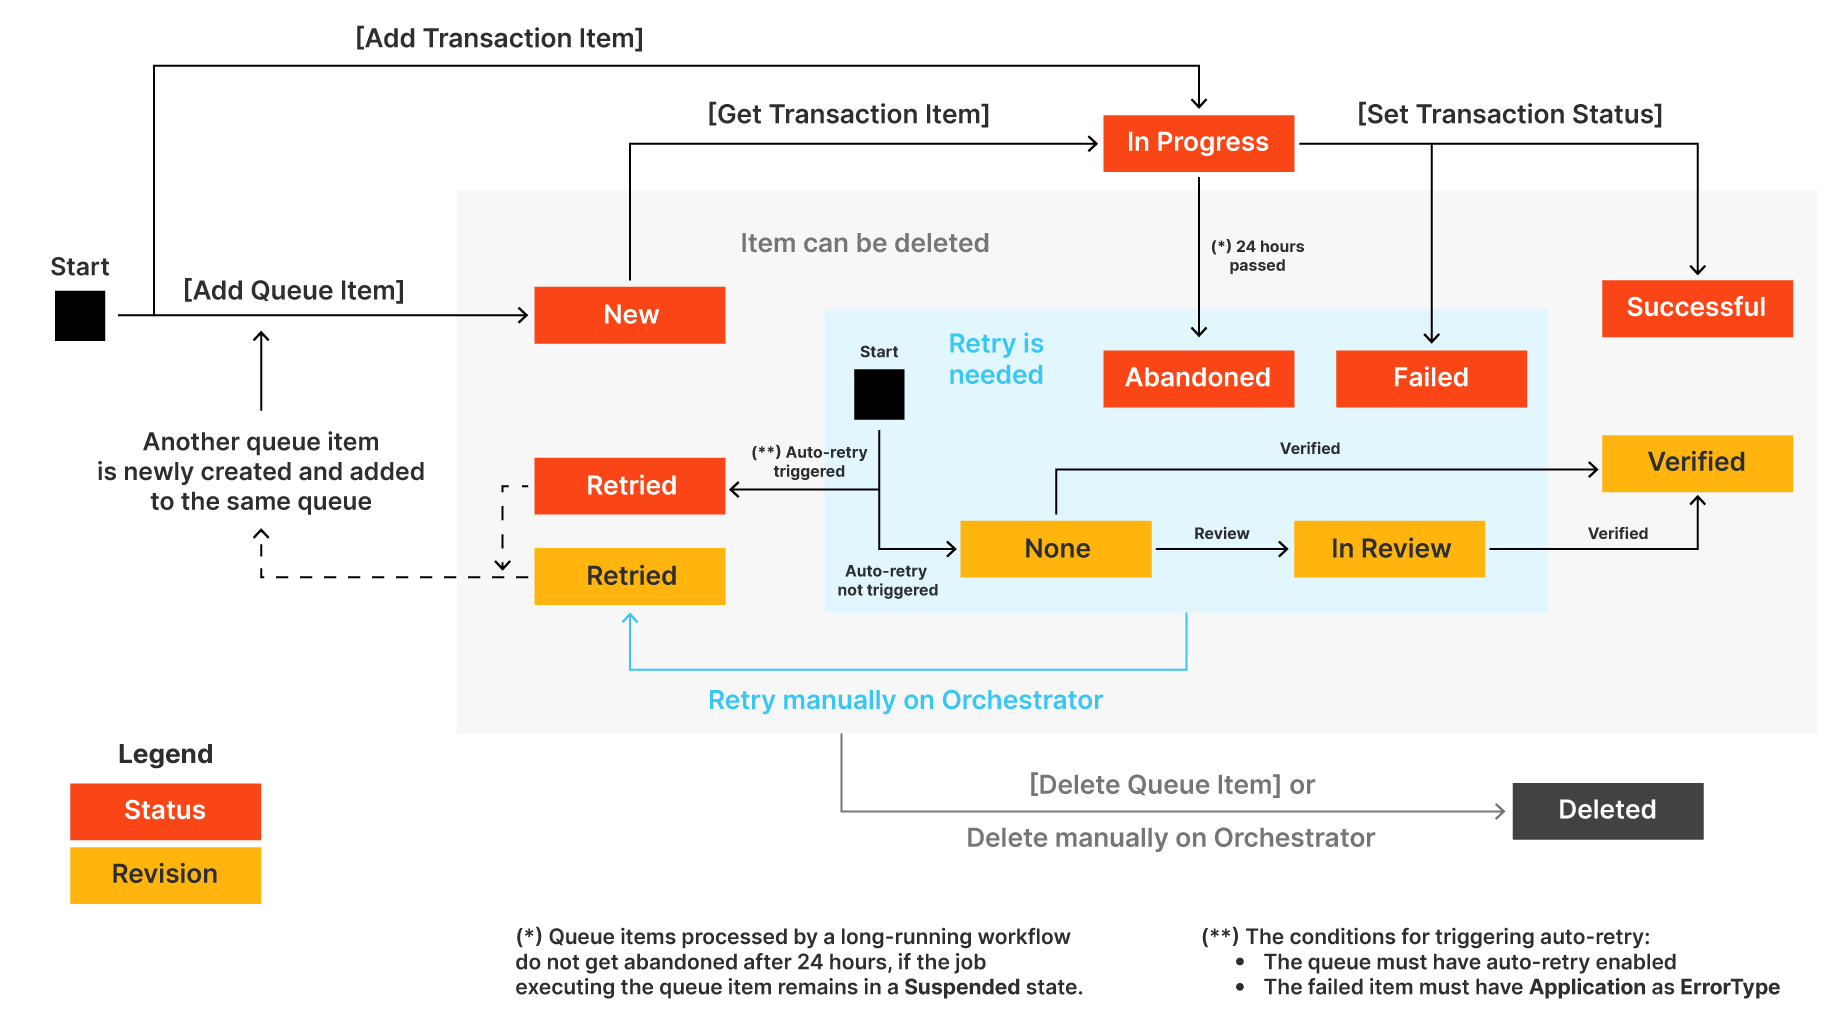 [Add Transaction Item]
[Get Transaction Item]
In Progress
[Set Transaction Status]
Item can be deleted
(*) 24 hours
passed
Start
[Add Queue Item]
New
Successful
Start
Retry is
needed
Abandoned
Failed
Another queue item
is newly created and added
to the same queue
(**) Auto-retry
triggered
Verified
Verified
Retried
None
Review
In Review
Verified
Retried
Auto-retry
not triggered
Retry manually on Orchestrator
Legend
Status
Revision
[Delete Queue Item] or
Delete manually on Orchestrator
Deleted
(*) Queue items processed by a long-running workflow
do not get abandoned after 24 hours, if the job
executing the queue item remains in a Suspended state.
(**) The conditions for triggering auto-retry:
• The queue must have auto-retry enabled
• The failed item must have Application as ErrorType